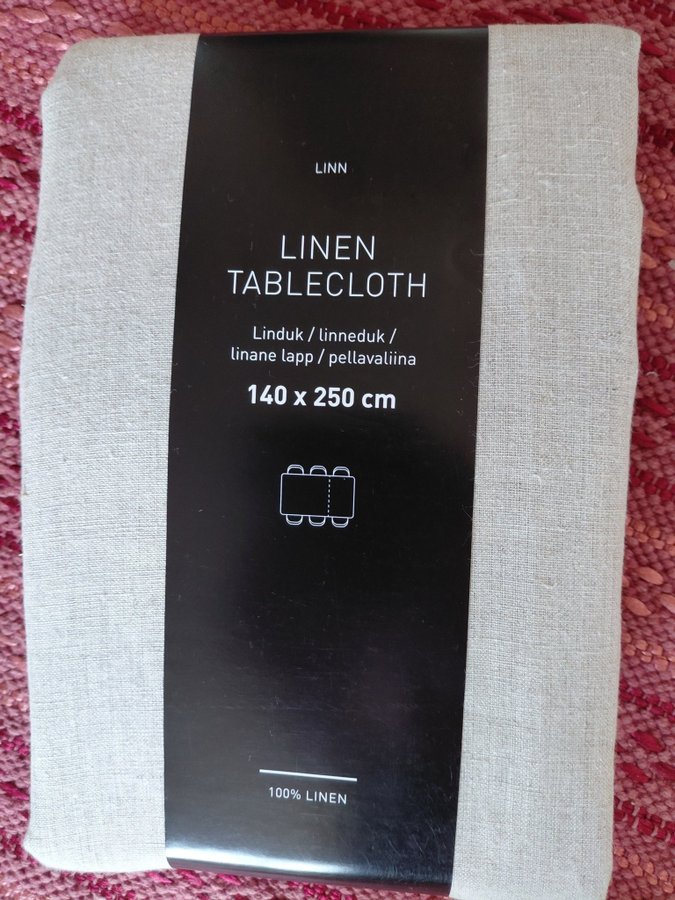 LINN
LINEN
TABLECLOTH
Linduk / linneduk /
linane lapp / pellavaliina
140 x 250 cm
100% LINEN